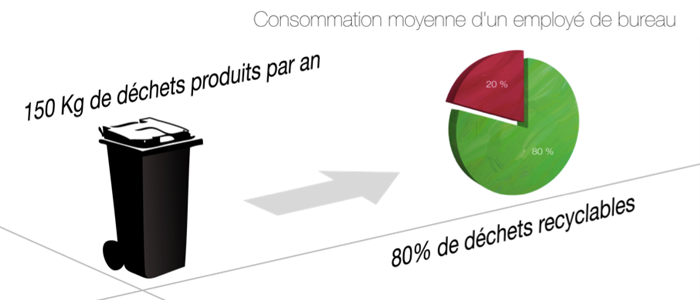 Consommation moyenne d'un employé de bureau
150 Kg de déchets produits par an
20 %
80 %
80% de déchets recyclables